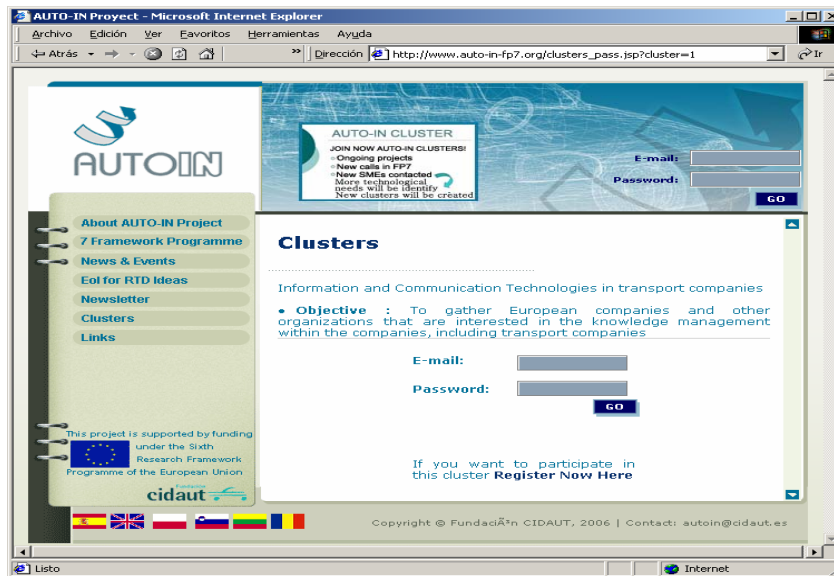 AUTO-IN Proyect - Microsoft Internet Explorer
Archivo Edición Ver Favoritos Herramientas Ayuda
Atrás » Dirección http://www.auto-in-fp7.org/clusters_pass.jsp?cluster=1 Ir
AUTOIN
AUTO-IN CLUSTER
JOIN NOW AUTO-IN CLUSTERS!
Ongoing projects
New calls in FP7
New SMEs contacted
More technological
needs will be identify
New clusters will be created
E-mail:
Password:
GO
About AUTO-IN Project
7 Framework Programme
News & Events
EoI for RTD Ideas
Newsletter
Clusters
Links
This project is supported by funding
under the Sixth
Research Framework
Programme of the European Union
Fundación
cidaut
Clusters
Information and Communication Technologies in transport companies
• Objective : To gather European companies and other
organizations that are interested in the knowledge management
within the companies, including transport companies
E-mail:
Password:
GO
If you want to participate in
this cluster Register Now Here
Copyright © FundaciÃ³n CIDAUT, 2006 | Contact: autoin@cidaut.es
Listo Internet